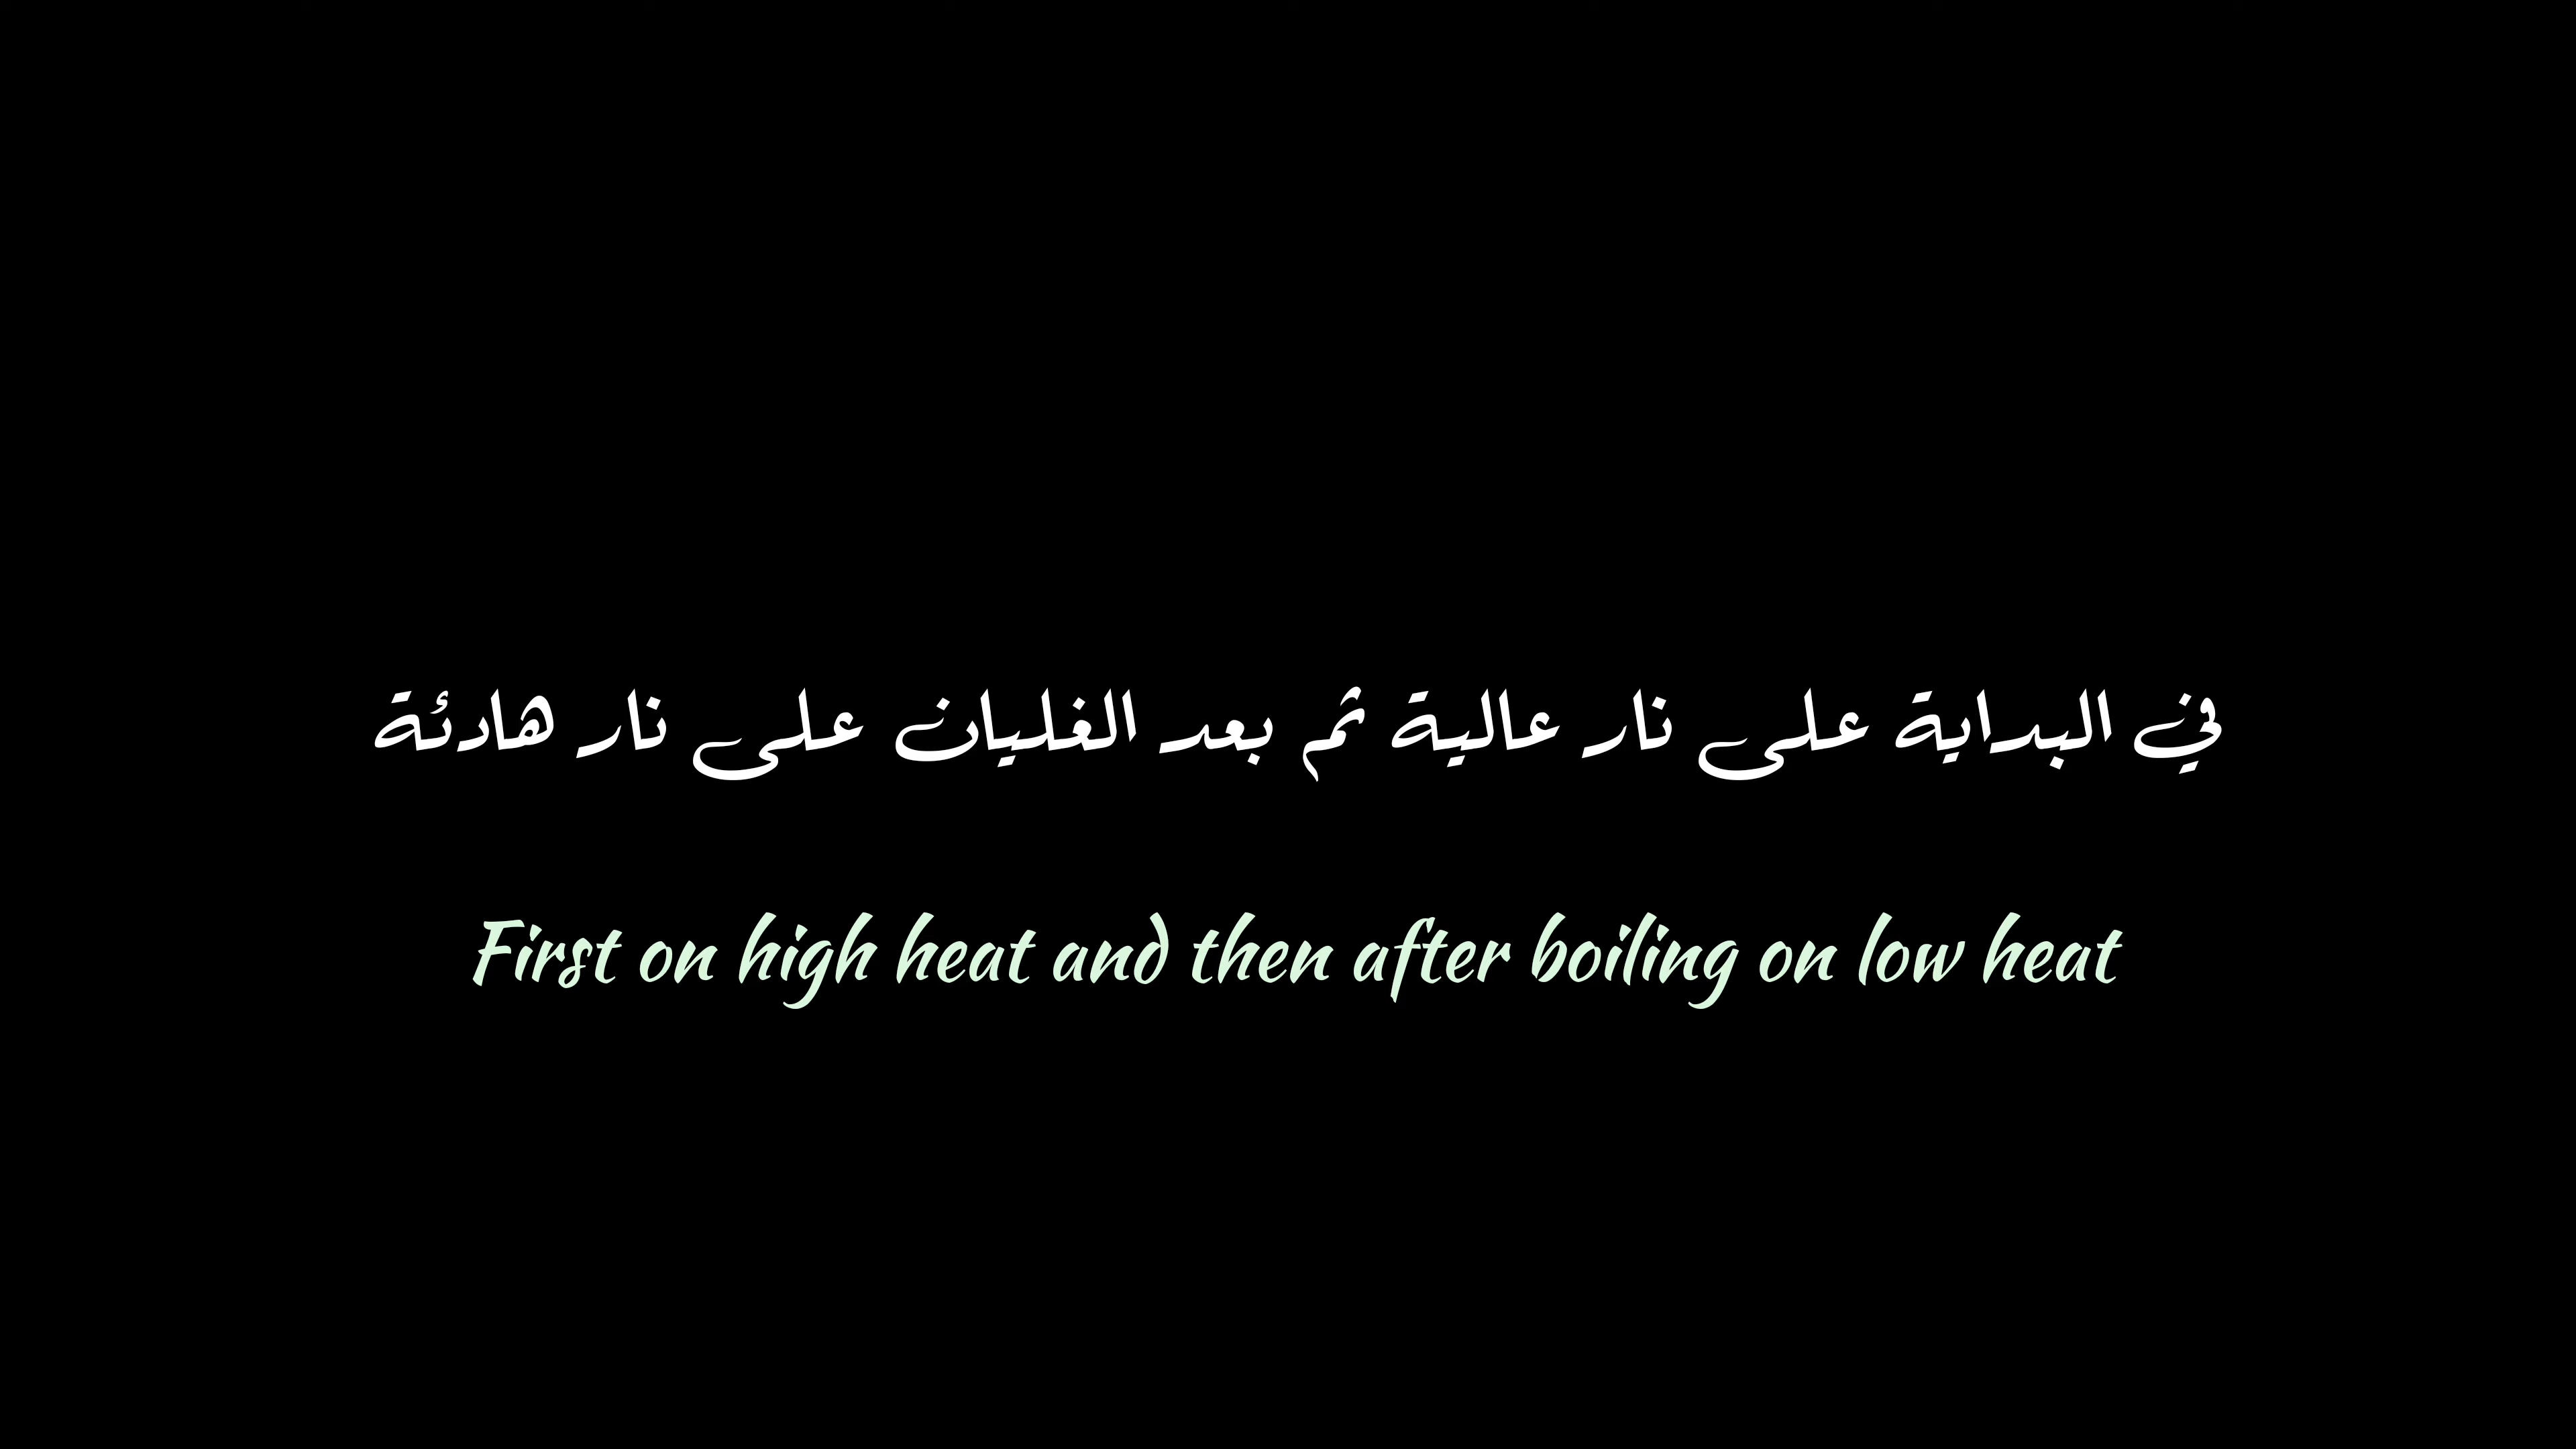 في البداية على نار عالية ثم بعد الغليان على نار هادئة
First on high heat and then after boiling on low heat